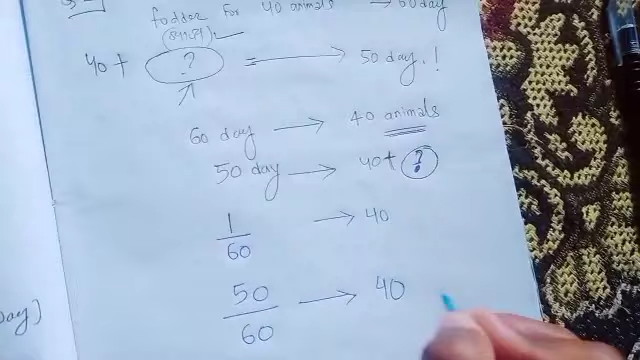 fodder for 40 animals → 60 day
40 + ? ⟹ 50 day . !
60 day → 40 animals
50 day → 40+ ?
1/60 → 40
50/60 → 40
Day)